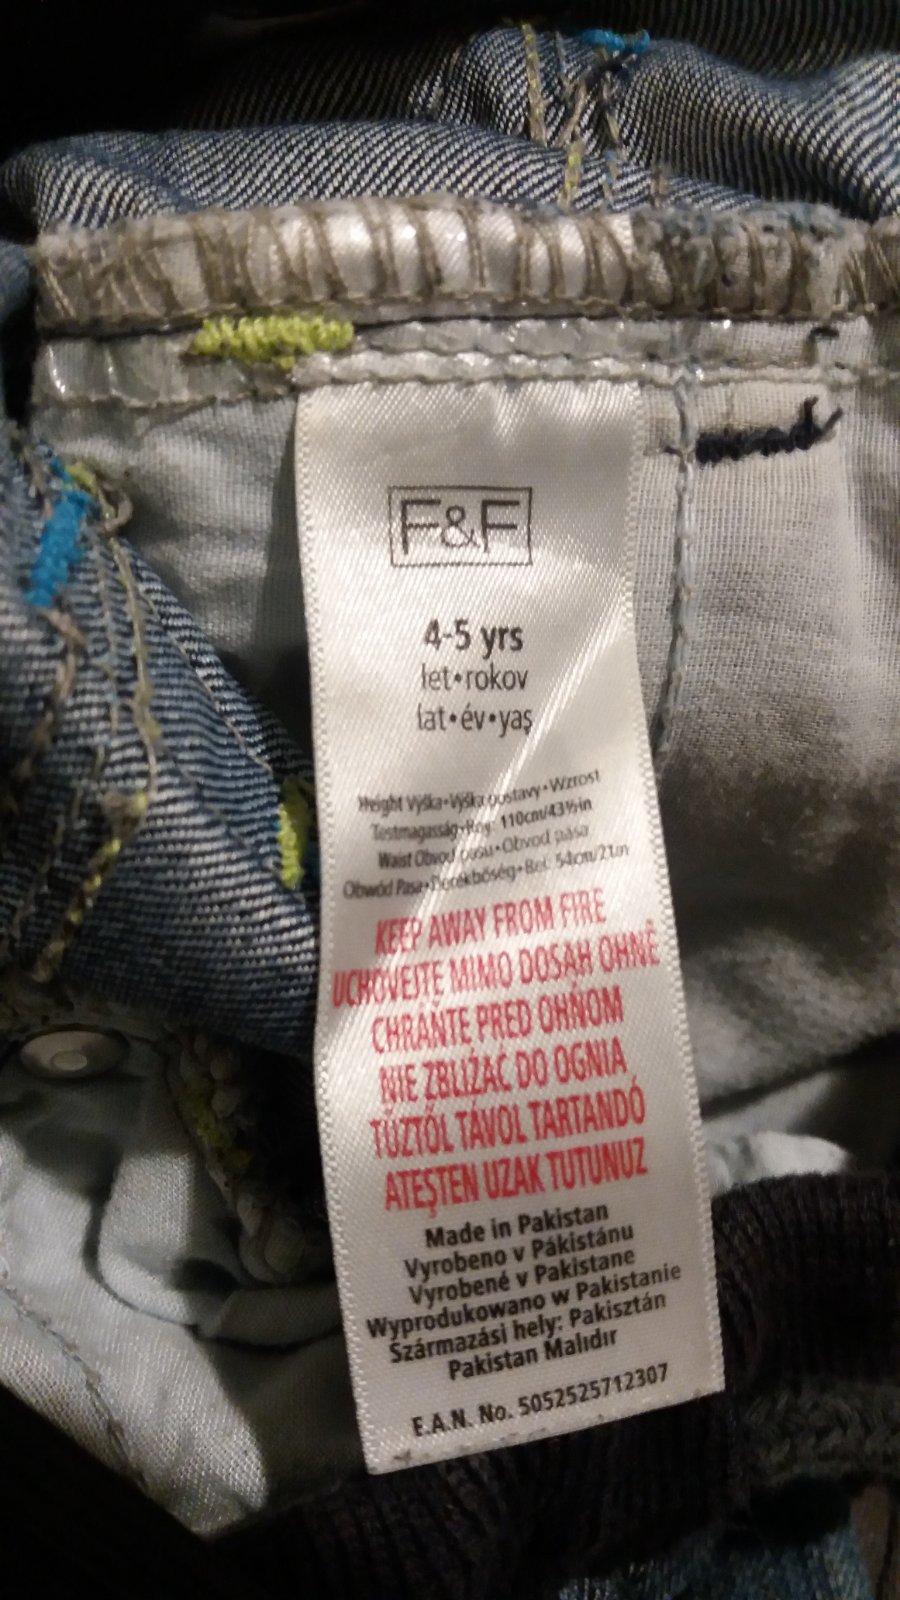 F&F
4-5 yrs
let•rokov
lat•év•yaş
Height Výška•Výška postavy•Wzrost
Testmagasság•Boy: 110cm/43½in
Waist Obvod pasu•Obvod pása
Obwód Pasa•Derékbőség•Bel: 54cm/21in
KEEP AWAY FROM FIRE
UCHOVEJTE MIMO DOSAH OHNĚ
CHRÁŇTE PRED OHŇOM
NIE ZBLIŻAĆ DO OGNIA
TŰZTŐL TÁVOL TARTANDÓ
ATEŞTEN UZAK TUTUNUZ
Made in Pakistan
Vyrobeno v Pákistánu
Vyrobené v Pakistane
Wyprodukowano w Pakistanie
Származási hely: Pakisztán
Pakistan Malıdır
E.A.N. No. 5052525712307